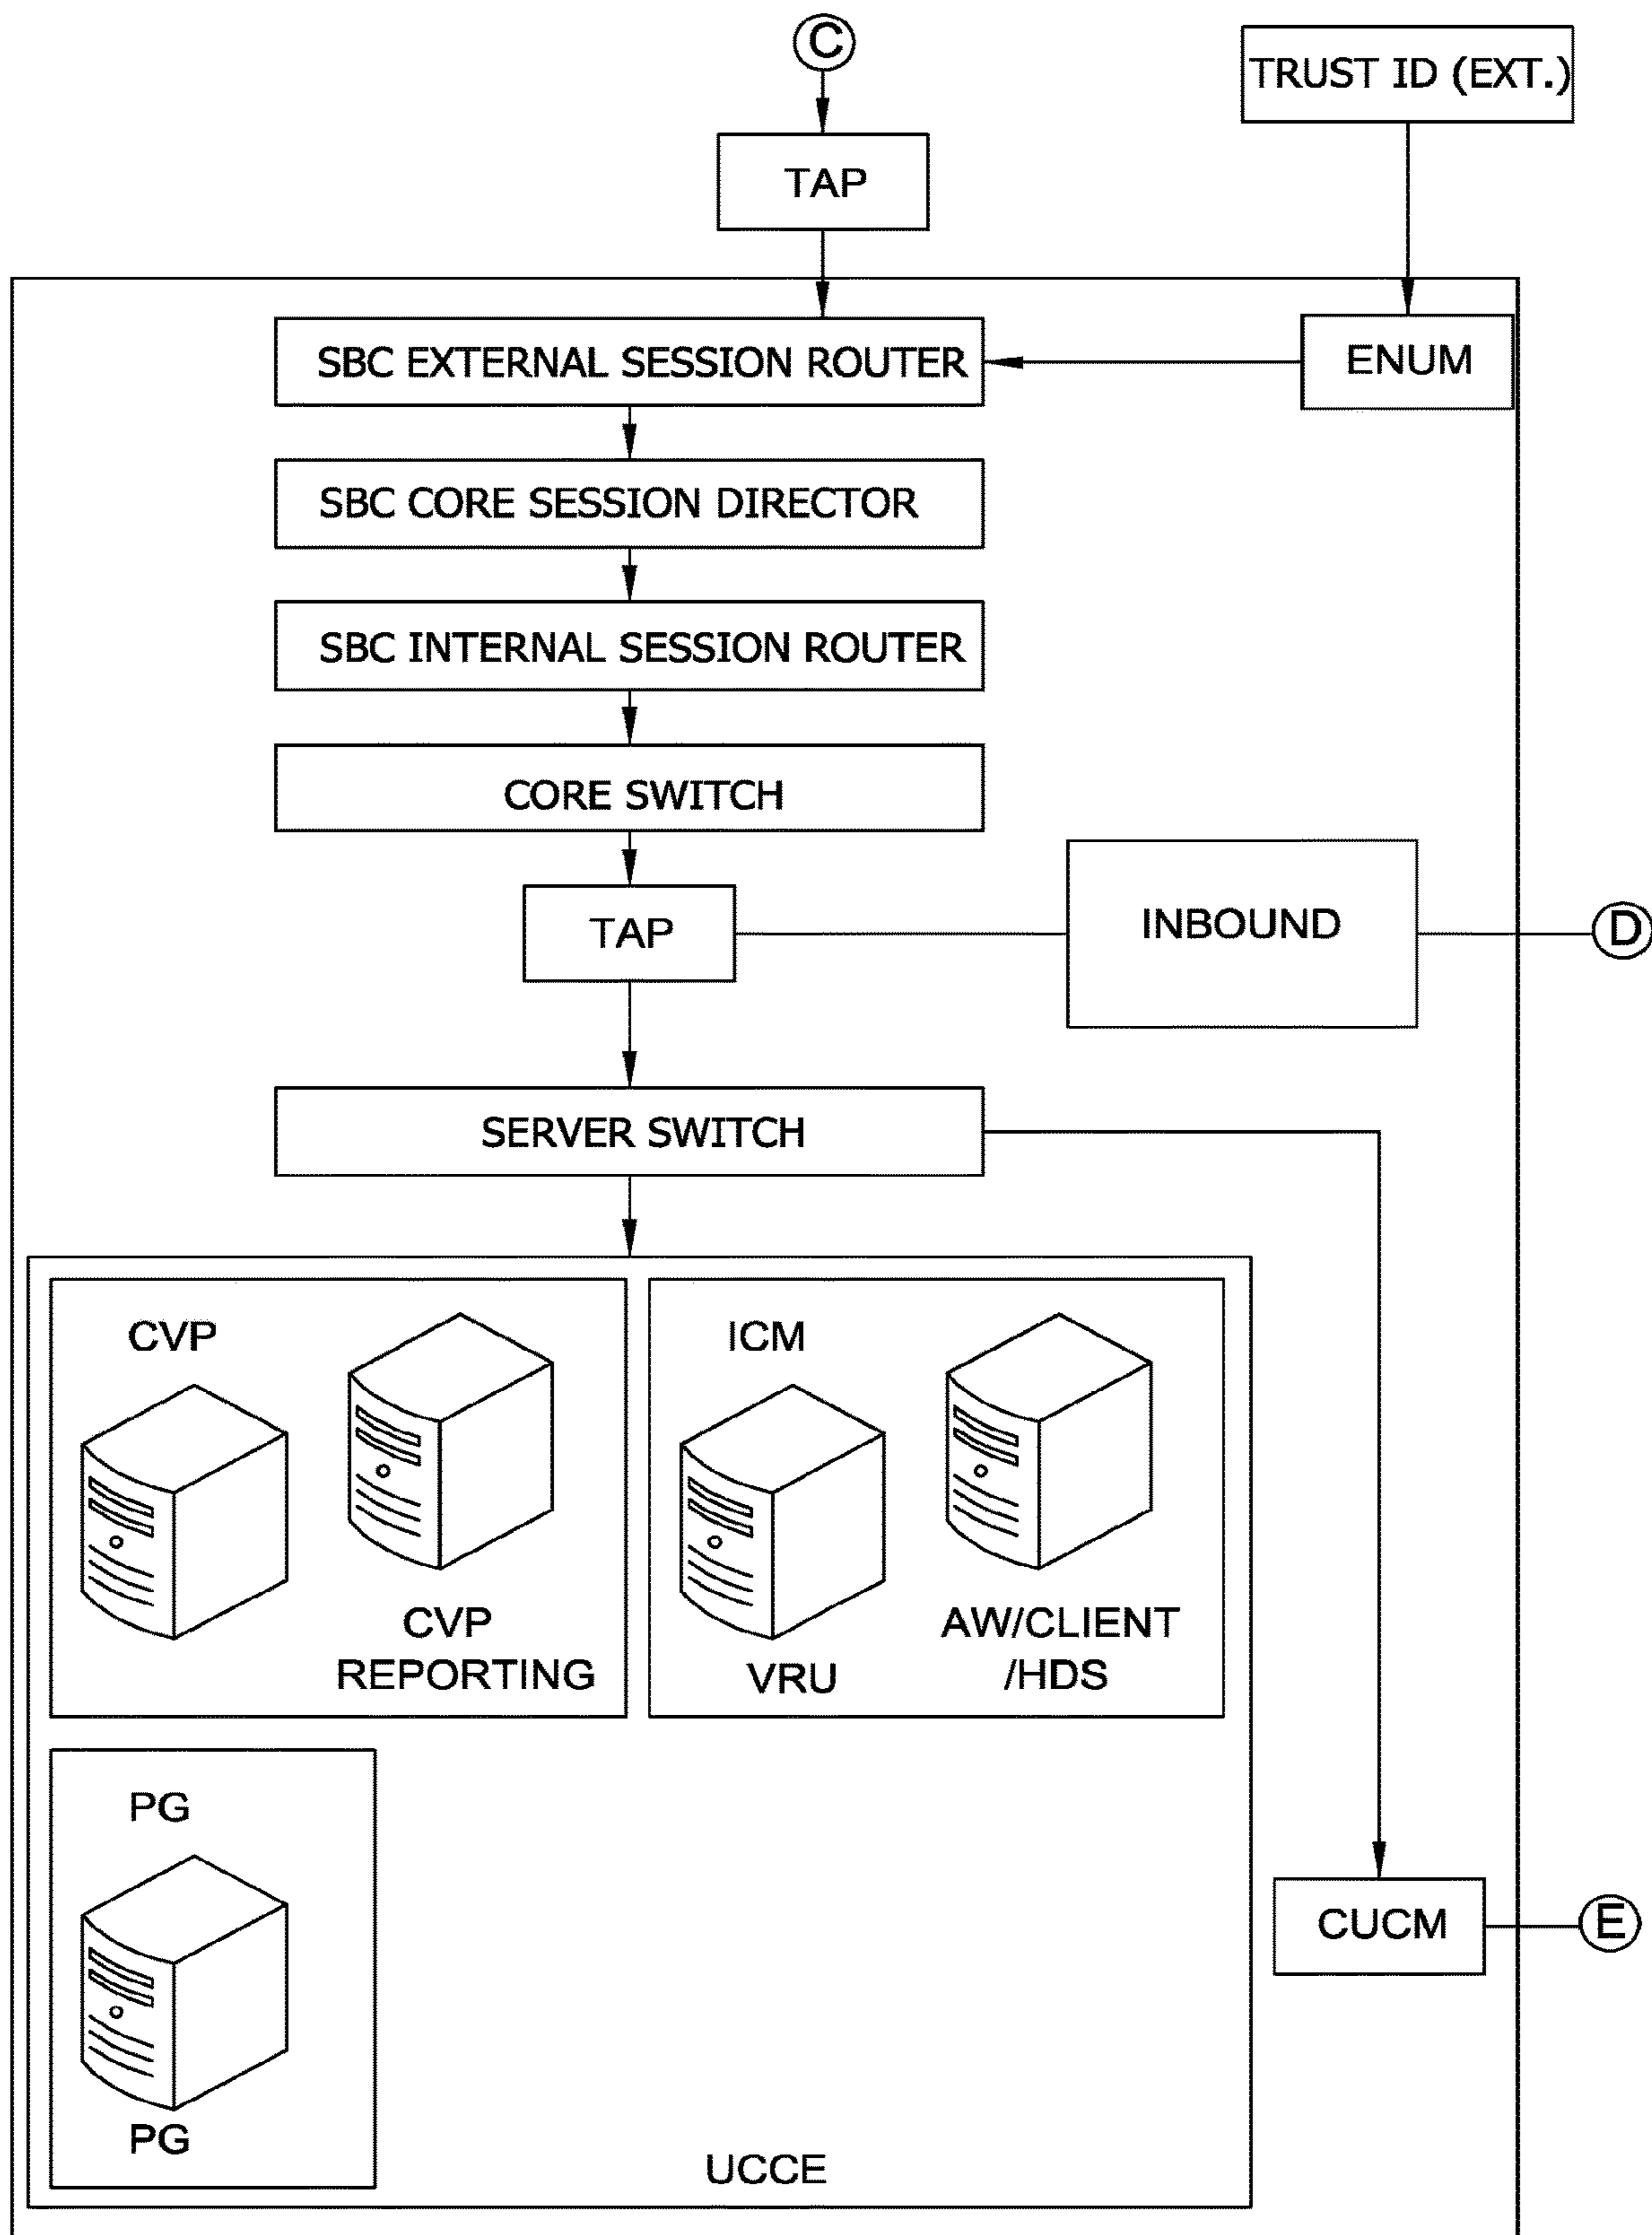 C
TRUST ID (EXT.)
TAP
SBC EXTERNAL SESSION ROUTER
ENUM
SBC CORE SESSION DIRECTOR
SBC INTERNAL SESSION ROUTER
CORE SWITCH
TAP
INBOUND
D
SERVER SWITCH
CVP
CVP
REPORTING
ICM
VRU
AW/CLIENT
/HDS
PG
PG
UCCE
CUCM
E